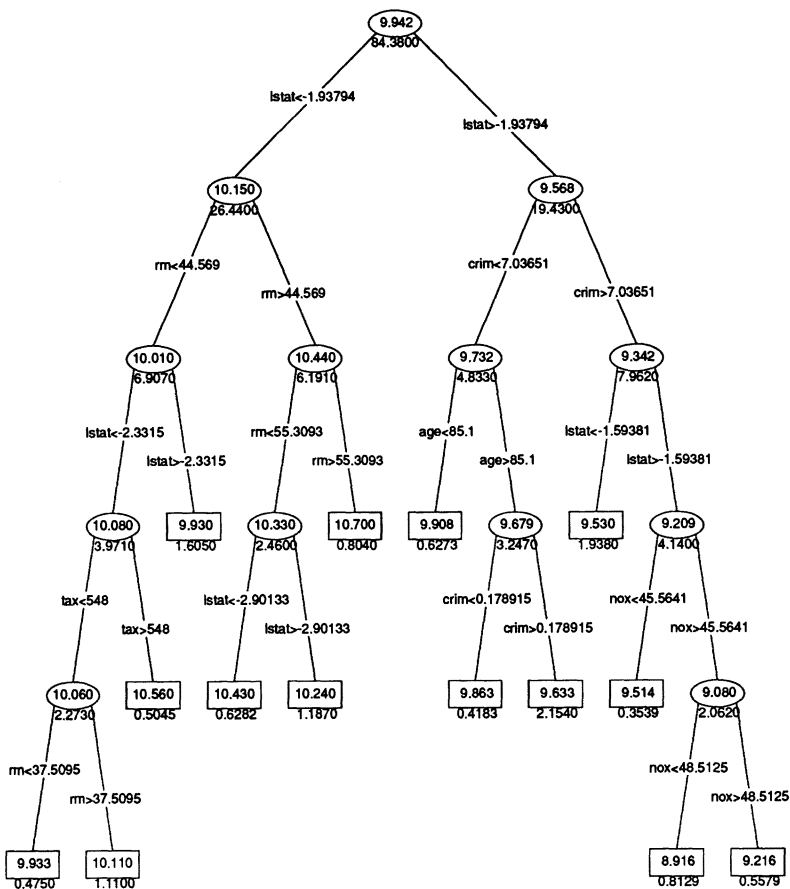 9.942
84.3800
lstat<-1.93794
lstat>-1.93794
10.150
26.4400
9.568
19.4300
rm<44.569
rm>44.569
crim<7.03651
crim>7.03651
10.010
6.9070
10.440
6.1910
9.732
4.8330
9.342
7.9620
lstat<-2.3315
lstat>-2.3315
rm<55.3093
rm>55.3093
age<85.1
age>85.1
lstat<-1.59381
lstat>-1.59381
10.080
3.9710
9.930
1.6050
10.330
2.4600
10.700
0.8040
9.908
0.6273
9.679
3.2470
9.530
1.9380
9.209
4.1400
tax<548
tax>548
lstat<-2.90133
lstat>-2.90133
crim<0.178915
crim>0.178915
nox<45.5641
nox>45.5641
10.060
2.2730
10.560
0.5045
10.430
0.6282
10.240
1.1870
9.863
0.4183
9.633
2.1540
9.514
0.3539
9.080
2.0620
rm<37.5095
rm>37.5095
nox<48.5125
nox>48.5125
9.933
0.4750
10.110
1.1100
8.916
0.8129
9.216
0.5579